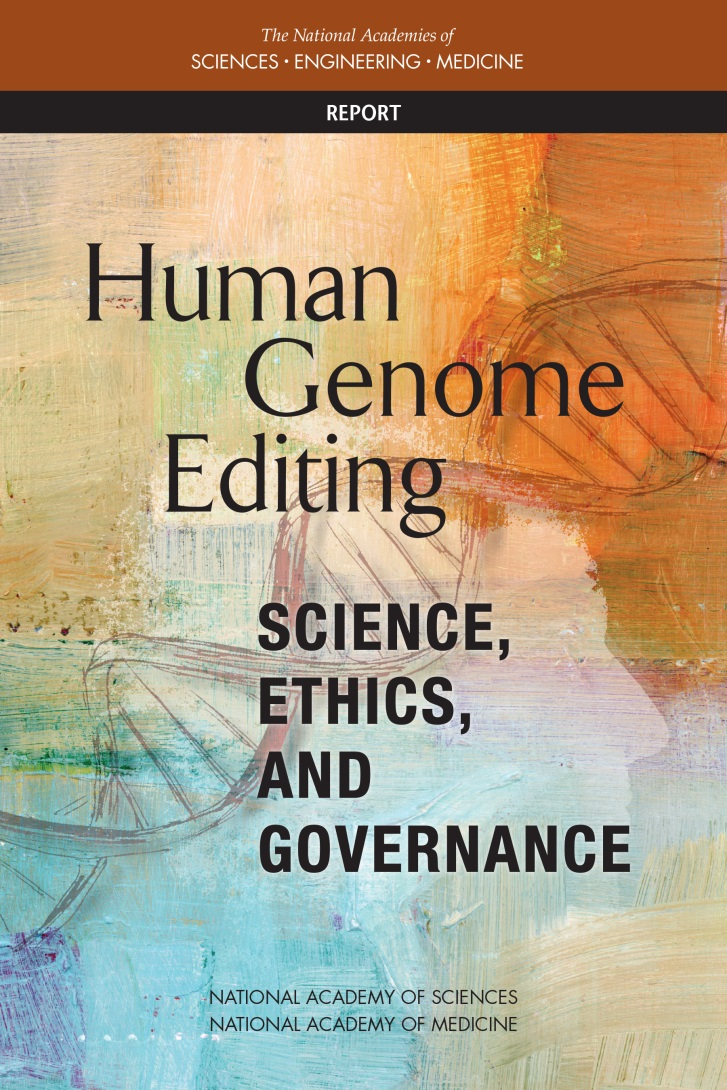 The National Academies of
SCIENCES • ENGINEERING • MEDICINE
REPORT
Human
Genome
Editing
SCIENCE,
ETHICS,
AND
GOVERNANCE
NATIONAL ACADEMY OF SCIENCES
NATIONAL ACADEMY OF MEDICINE